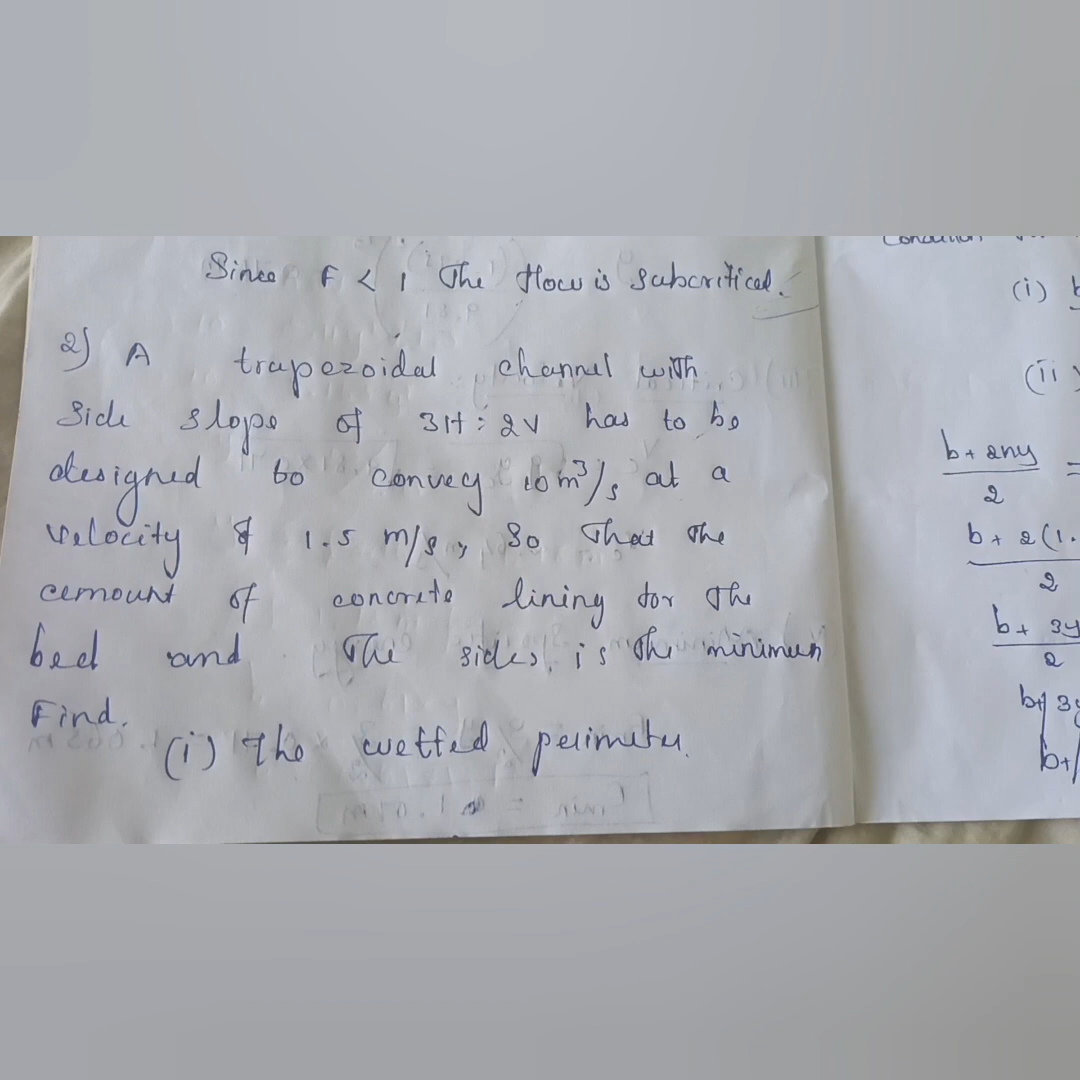 Since F < 1 The flow is subcritical.
2) A trapezoidal channel with
side slope of 3H : 2V has to be
designed to convey 10 m³/s at a
velocity of 1.5 m/s, so that the
amount of concrete lining for the
bed and the sides, is the minimum
Find.
(i) the wetted perimeter.
(i) b
(ii)
b + 2ny
2
=
b + 2(1.
2
b + 3y
2
b + 3y
b +